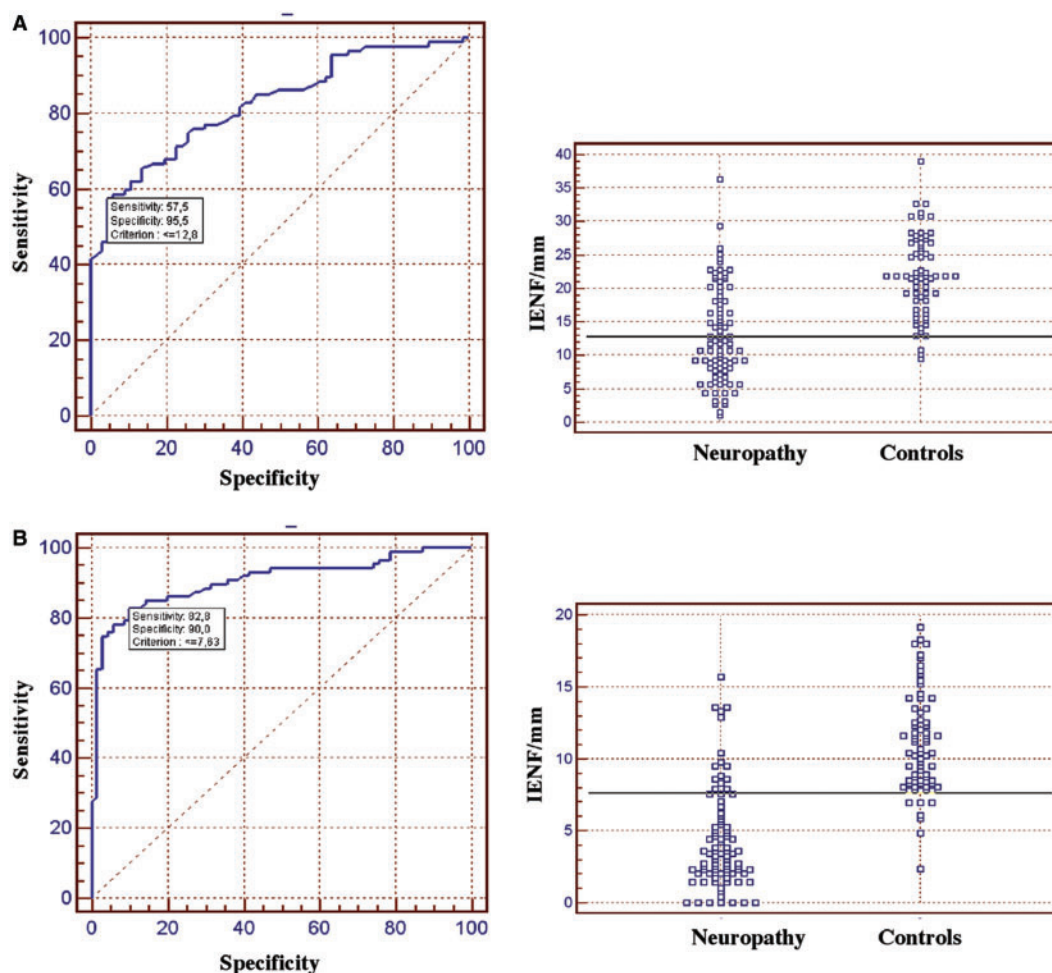 A
100
80
60
40
20
0
Sensitivity
Sensitivity: 57,5
Specificity: 95,5
Criterion : <=12,8
0 20 40 60 80 100
Specificity
40
35
30
25
20
15
10
5
0
IENF/mm
Neuropathy Controls
B
100
80
60
40
20
0
Sensitivity
Sensitivity: 82,8
Specificity: 90,0
Criterion : <=7,63
0 20 40 60 80 100
Specificity
20
15
10
5
0
IENF/mm
Neuropathy Controls